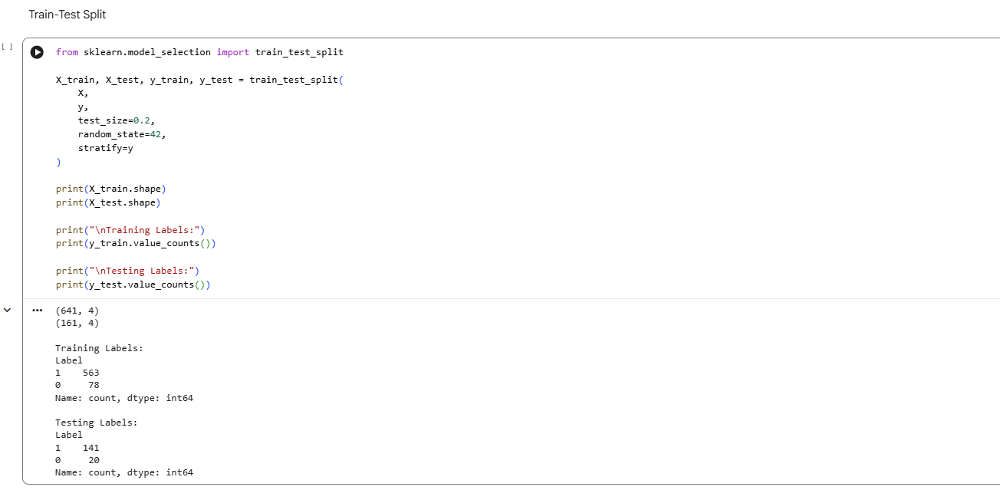 Train-Test Split
[ ]
from sklearn.model_selection import train_test_split
X_train, X_test, y_train, y_test = train_test_split(
    X,
    y,
    test_size=0.2,
    random_state=42,
    stratify=y
)
print(X_train.shape)
print(X_test.shape)
print("\nTraining Labels:")
print(y_train.value_counts())
print("\nTesting Labels:")
print(y_test.value_counts())
(641, 4)
(161, 4)
Training Labels:
Label
1    563
0     78
Name: count, dtype: int64
Testing Labels:
Label
1    141
0     20
Name: count, dtype: int64